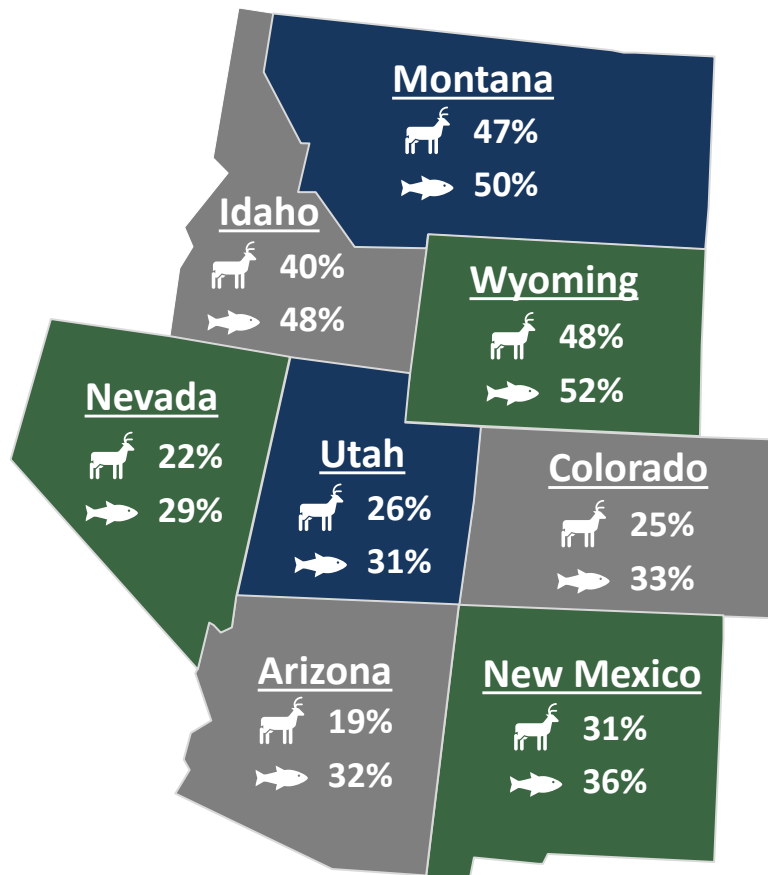 Montana
47%
50%
Idaho
40%
48%
Wyoming
48%
52%
Nevada
22%
29%
Utah
26%
31%
Colorado
25%
33%
Arizona
19%
32%
New Mexico
31%
36%